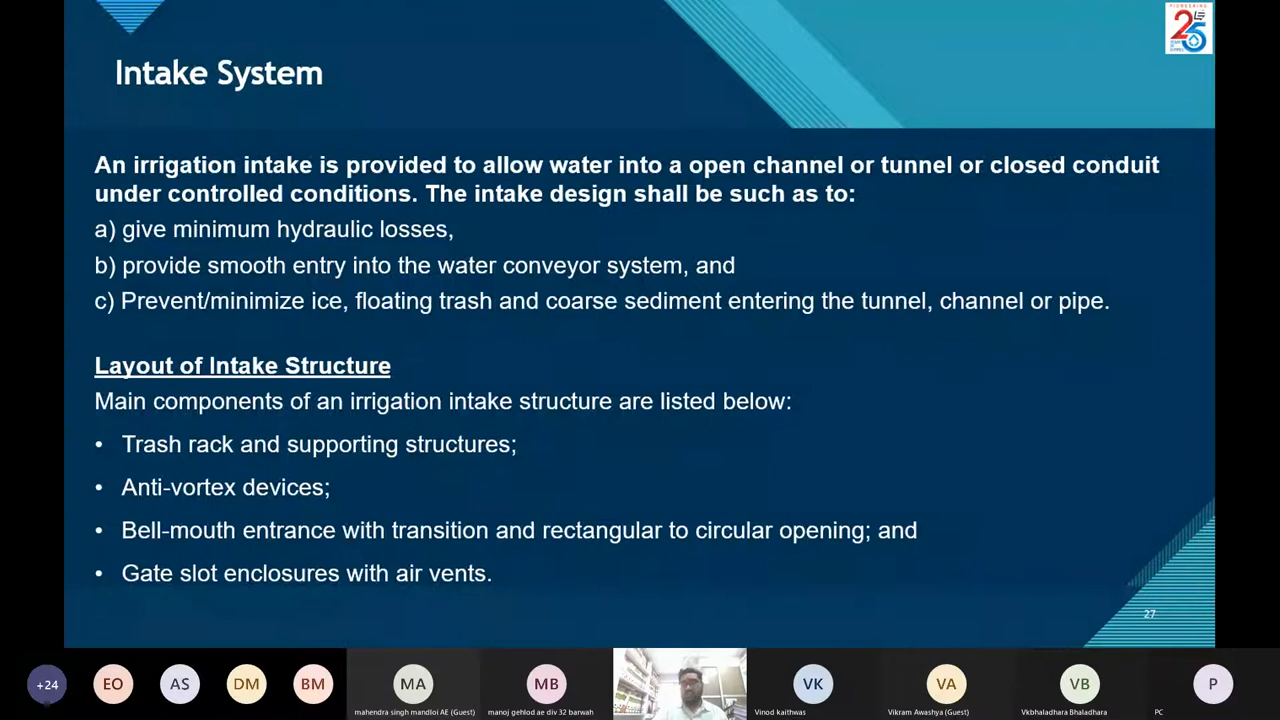 PIONEERING
25
Intake System
An irrigation intake is provided to allow water into a open channel or tunnel or closed conduit
under controlled conditions. The intake design shall be such as to:
a) give minimum hydraulic losses,
b) provide smooth entry into the water conveyor system, and
c) Prevent/minimize ice, floating trash and coarse sediment entering the tunnel, channel or pipe.
Layout of Intake Structure
Main components of an irrigation intake structure are listed below:
• Trash rack and supporting structures;
• Anti-vortex devices;
• Bell-mouth entrance with transition and rectangular to circular opening; and
• Gate slot enclosures with air vents.
27
+24 EO AS DM BM MA MB VK VA VB P
mahendra singh mandloi AE (Guest) manoj gehlod ae div 32 barwah Vinod kaithwas Vikram Awashya (Guest) Vkbhaladhara Bhaladhara PC